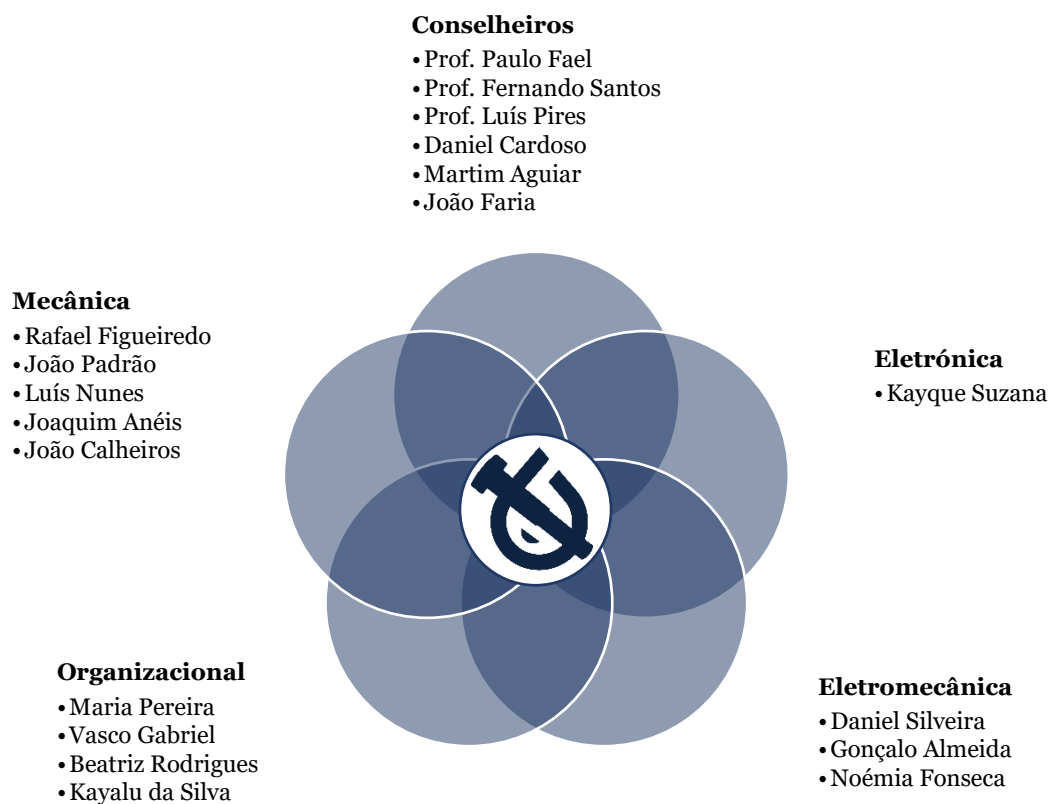 Conselheiros
•Prof. Paulo Fael
•Prof. Fernando Santos
•Prof. Luís Pires
•Daniel Cardoso
•Martim Aguiar
•João Faria
Mecânica
•Rafael Figueiredo
•João Padrão
•Luís Nunes
•Joaquim Anéis
•João Calheiros
Eletrónica
•Kayque Suzana
Organizacional
•Maria Pereira
•Vasco Gabriel
•Beatriz Rodrigues
•Kayalu da Silva
Eletromecânica
•Daniel Silveira
•Gonçalo Almeida
•Noémia Fonseca